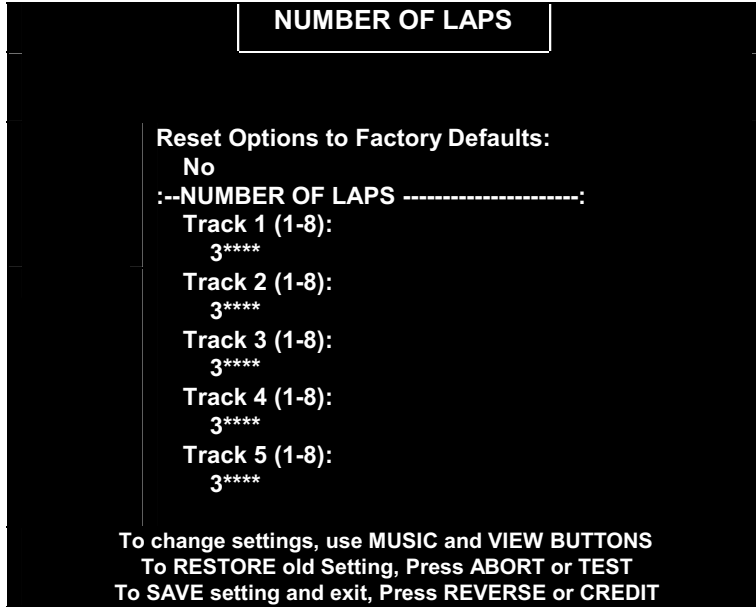 NUMBER OF LAPS
Reset Options to Factory Defaults:
No
:--NUMBER OF LAPS ----------------------:
Track 1 (1-8):
3****
Track 2 (1-8):
3****
Track 3 (1-8):
3****
Track 4 (1-8):
3****
Track 5 (1-8):
3****
To change settings, use MUSIC and VIEW BUTTONS
To RESTORE old Setting, Press ABORT or TEST
To SAVE setting and exit, Press REVERSE or CREDIT